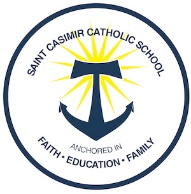 SAINT CASIMIR CATHOLIC SCHOOL
ANCHORED IN
FAITH • EDUCATION • FAMILY